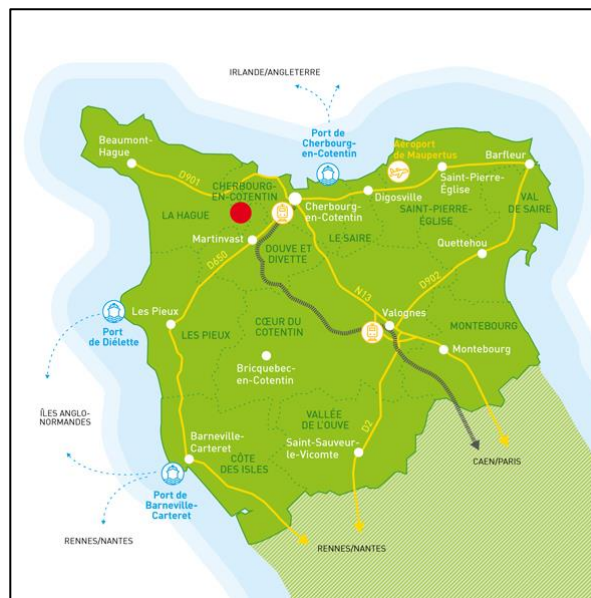 IRLANDE/ANGLETERRE
Port de
Cherbourg-
en-Cotentin
Aéroport
de Maupertus
Beaumont-
Hague
D901
CHERBOURG-
EN-COTENTIN
Barfleur
Saint-Pierre-
Église
Digosville
Cherbourg-
en-Cotentin
LA HAGUE
SAINT-PIERRE-
ÉGLISE
VAL
DE SAIRE
Martinvast
LE SAIRE
DOUVE ET
DIVETTE
Quettehou
D650
D902
N13
Les Pieux
Port
de Diélette
LES PIEUX
CŒUR DU
COTENTIN
Valognes
MONTEBOURG
Montebourg
Bricquebec-
en-Cotentin
ÎLES ANGLO-
NORMANDES
VALLÉE
DE L'OUVE
D2
Barneville-
Carteret
Saint-Sauveur-
le-Vicomte
CÔTE
DES ISLES
CAEN/PARIS
Port de
Barneville-
Carteret
RENNES/NANTES
RENNES/NANTES